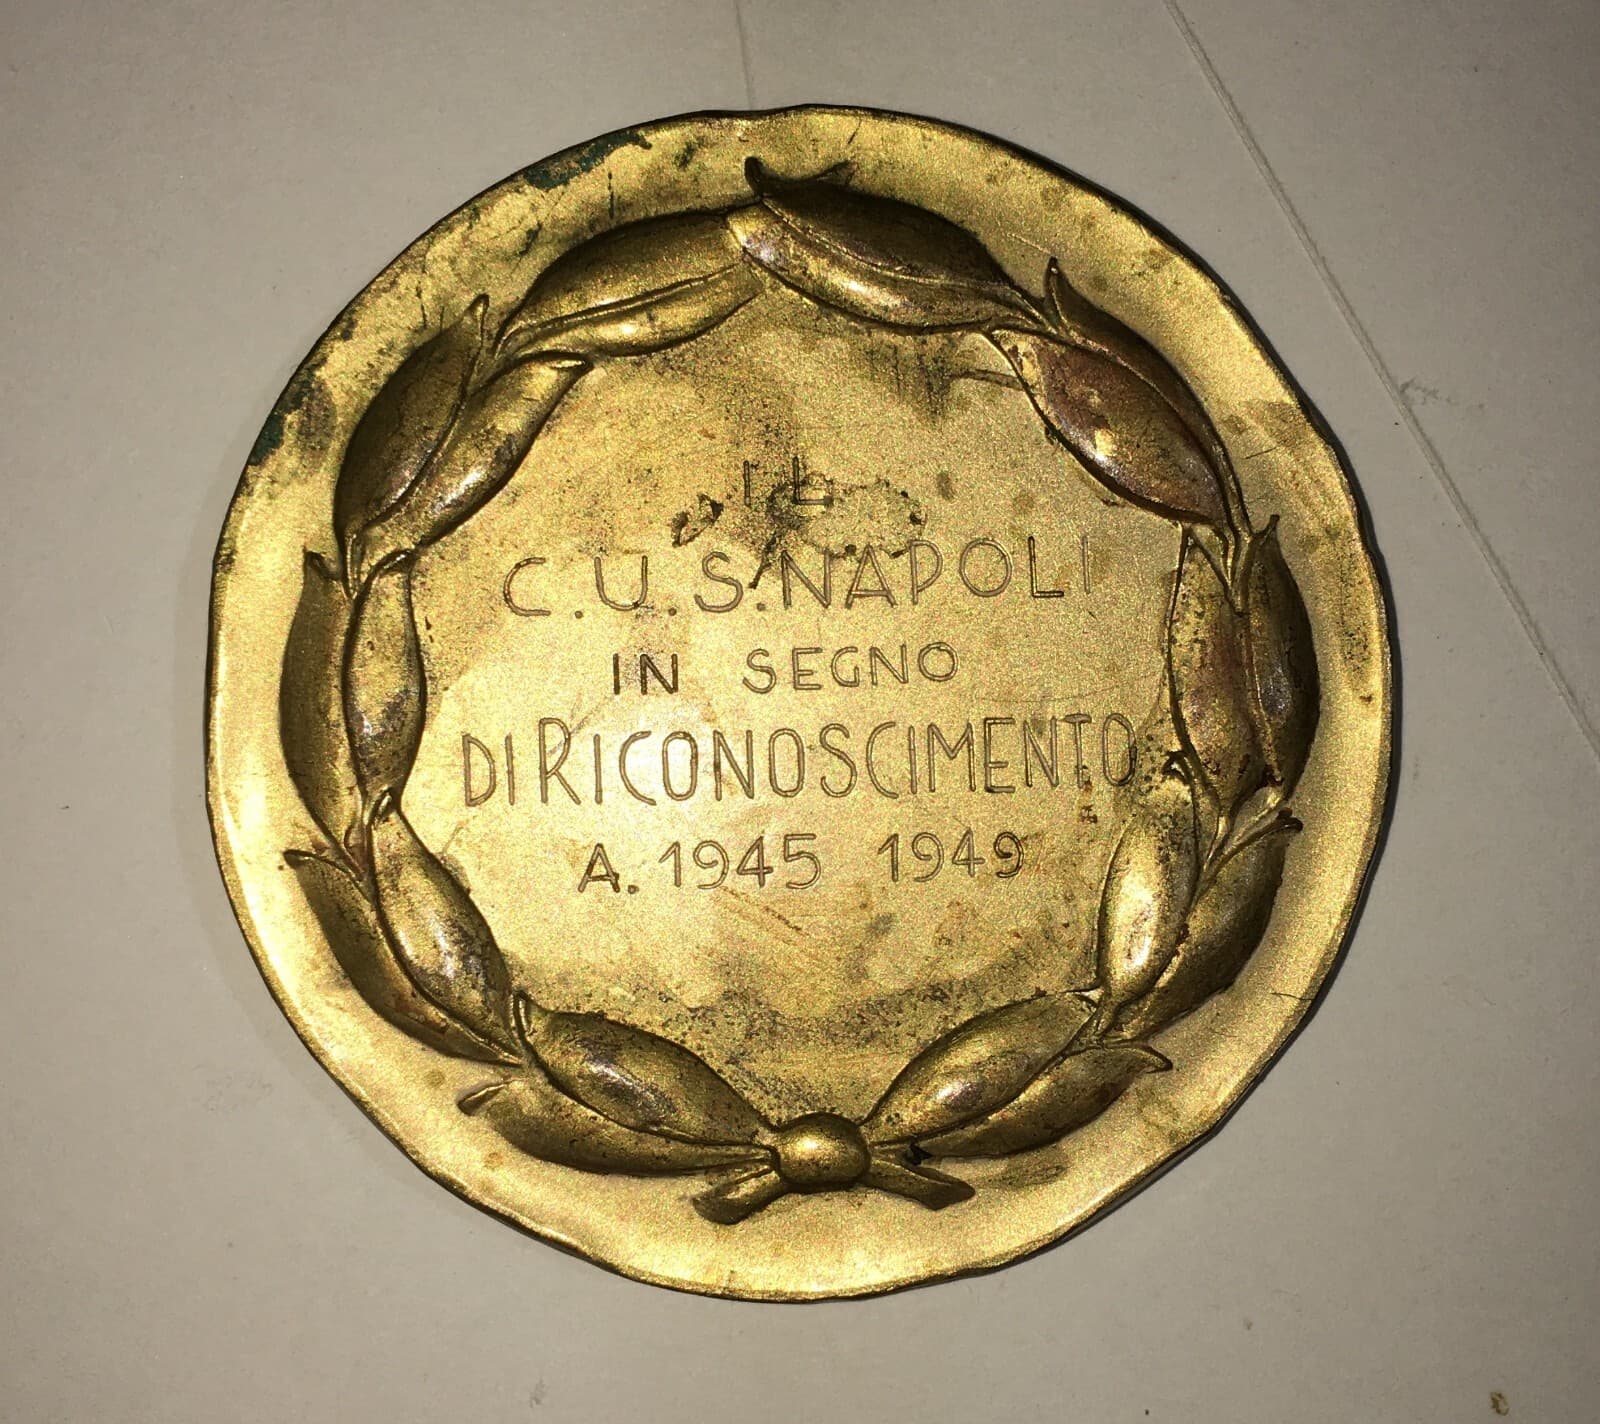 IL
C.U.S. NAPOLI
IN SEGNO
DI RICONOSCIMENTO
A. 1945 1949